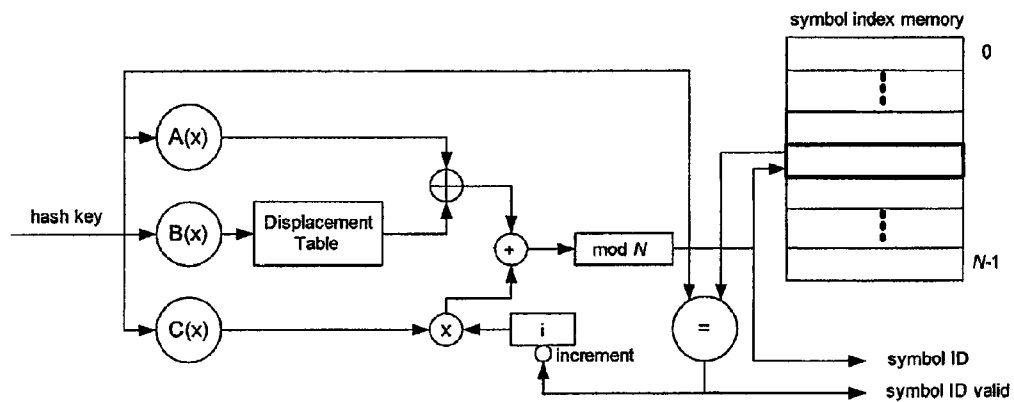 symbol index memory
0
A(x)
hash key
B(x)
Displacement
Table
+
mod N
N-1
C(x)
x
i
=
increment
symbol ID
symbol ID valid